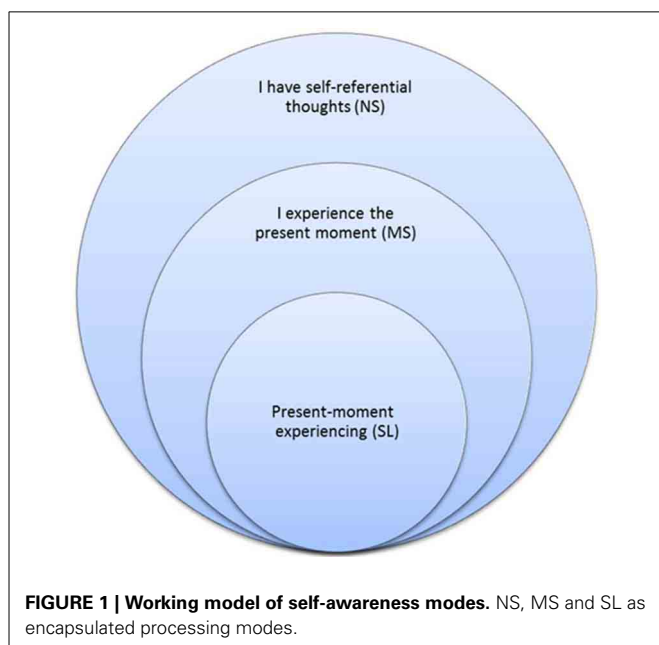 I have self-referential
thoughts (NS)
I experience the
present moment (MS)
Present-moment
experiencing (SL)
FIGURE 1 | Working model of self-awareness modes. NS, MS and SL as
encapsulated processing modes.